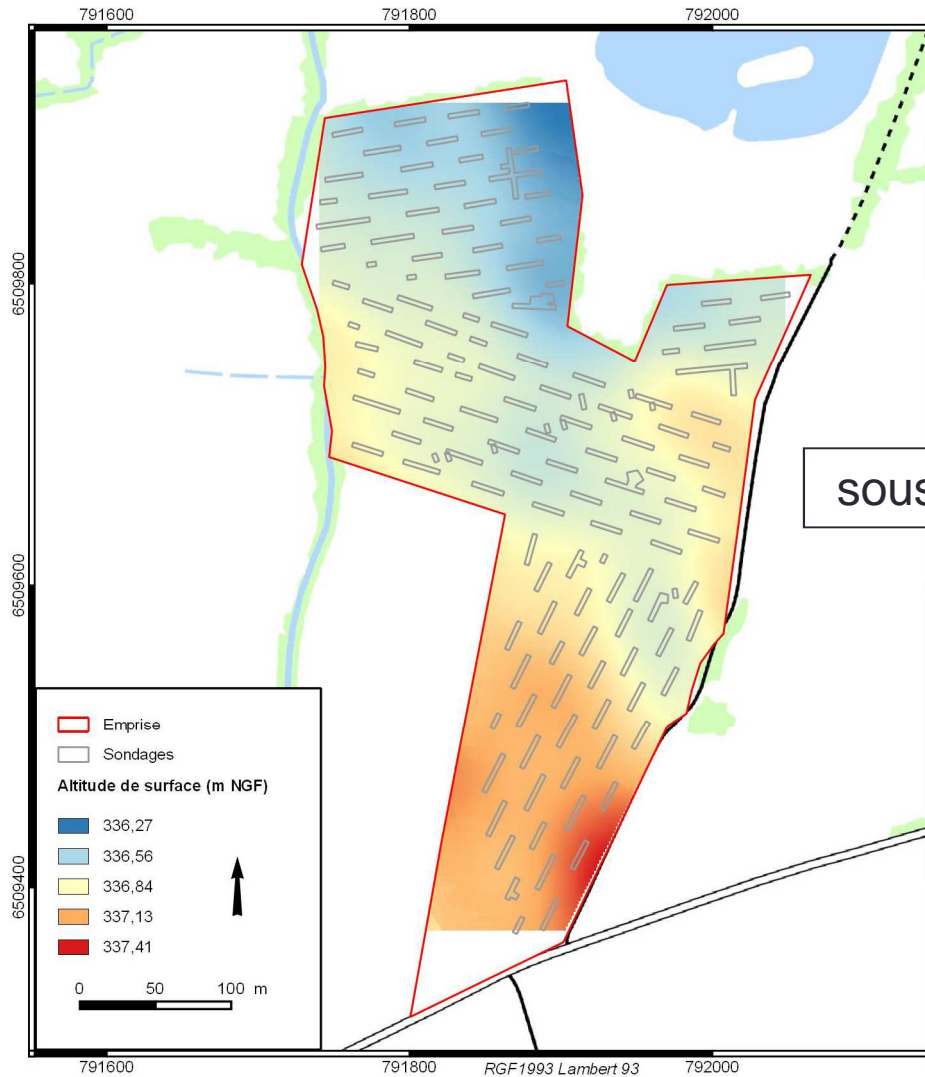 791600 791800 792000
6509800
sous
6509600
Emprise
Sondages
Altitude de surface (m NGF)
336,27
336,56
336,84
337,13
337,41
6509400
0 50 100 m
791600 791800 RGF1993 Lambert 93 792000